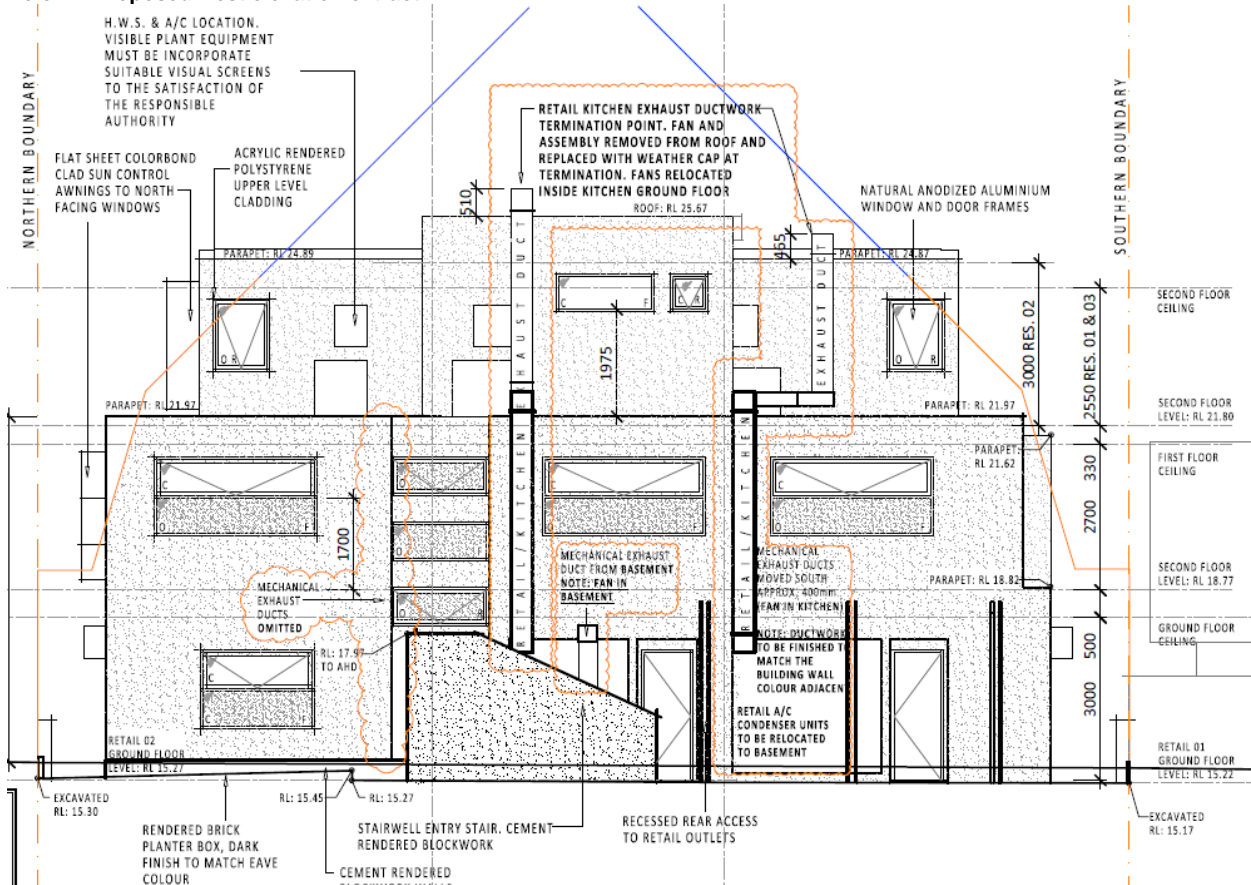 H.W.S. & A/C LOCATION.
VISIBLE PLANT EQUIPMENT
MUST BE INCORPORATE
SUITABLE VISUAL SCREENS
TO THE SATISFACTION OF
THE RESPONSIBLE
AUTHORITY
NORTHERN BOUNDARY
FLAT SHEET COLORBOND
CLAD SUN CONTROL
AWNINGS TO NORTH
FACING WINDOWS
ACRYLIC RENDERED
POLYSTYRENE
UPPER LEVEL
CLADDING
RETAIL KITCHEN EXHAUST DUCTWORK
TERMINATION POINT. FAN AND
ASSEMBLY REMOVED FROM ROOF AND
REPLACED WITH WEATHER CAP AT
TERMINATION. FANS RELOCATED
INSIDE KITCHEN GROUND FLOOR
ROOF: RL 25.67
NATURAL ANODIZED ALUMINIUM
WINDOW AND DOOR FRAMES
SOUTHERN BOUNDARY
510
465
PARAPET: RL 24.89
PARAPET: RL 24.87
EXHAUST DUCT
EXHAUST DUCT
C F
C R
O R
O R
1975
3000 RES. 02
2550 RES. 01 & 03
SECOND FLOOR
CEILING
PARAPET: RL 21.97
PARAPET: RL 21.97
SECOND FLOOR
LEVEL: RL 21.80
PARAPET:
RL 21.62
FIRST FLOOR
CEILING
330
2700
RETAIL/KITCHEN
RETAIL/KITCHEN
C
O F
C
O F
C
O F
C
O F
O F
O R
1700
MECHANICAL
EXHAUST
DUCTS
OMITTED
MECHANICAL EXHAUST
DUCT FROM BASEMENT
NOTE: FAN IN
BASEMENT
MECHANICAL
EXHAUST DUCTS
MOVED SOUTH
APPROX. 400mm
(FAN IN KITCHEN)
NOTE: DUCTWORK
TO BE FINISHED TO
MATCH THE
BUILDING WALL
COLOUR ADJACEN
RETAIL A/C
CONDENSER UNITS
TO BE RELOCATED
TO BASEMENT
PARAPET: RL 18.82
SECOND FLOOR
LEVEL: RL 18.77
GROUND FLOOR
CEILING
500
3000
RL: 17.97
TO AHD
C
C F
RETAIL 02
GROUND FLOOR
LEVEL: RL 15.27
RETAIL 01
GROUND FLOOR
LEVEL: RL 15.22
EXCAVATED
RL: 15.30
RL: 15.45
RL: 15.27
EXCAVATED
RL: 15.17
RENDERED BRICK
PLANTER BOX, DARK
FINISH TO MATCH EAVE
COLOUR
STAIRWELL ENTRY STAIR. CEMENT
RENDERED BLOCKWORK
RECESSED REAR ACCESS
TO RETAIL OUTLETS
CEMENT RENDERED